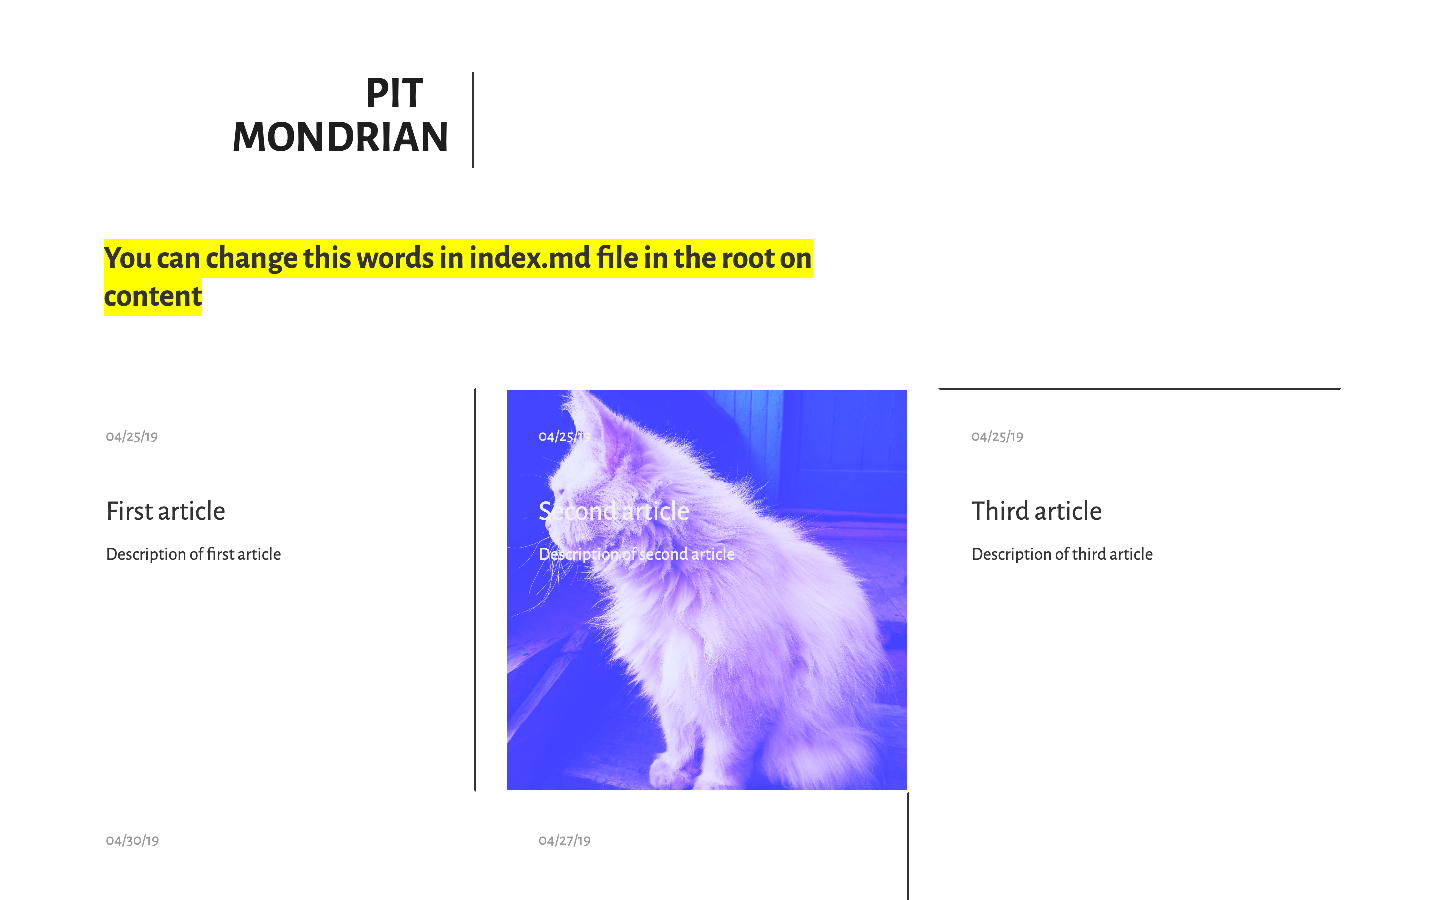 PIT
MONDRIAN
You can change this words in index.md file in the root on
content
04/25/19
First article
Description of first article
04/25/19
Second article
Description of second article
04/25/19
Third article
Description of third article
04/30/19
04/27/19